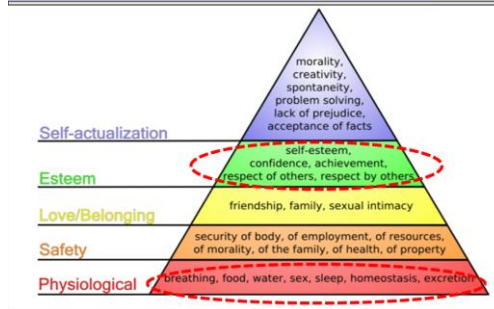 morality,
creativity,
spontaneity,
problem solving,
lack of prejudice,
acceptance of facts
Self-actualization
self-esteem,
confidence, achievement,
respect of others, respect by others
Esteem
friendship, family, sexual intimacy
Love/Belonging
security of body, of employment, of resources,
of morality, of the family, of health, of property
Safety
breathing, food, water, sex, sleep, homeostasis, excretion
Physiological